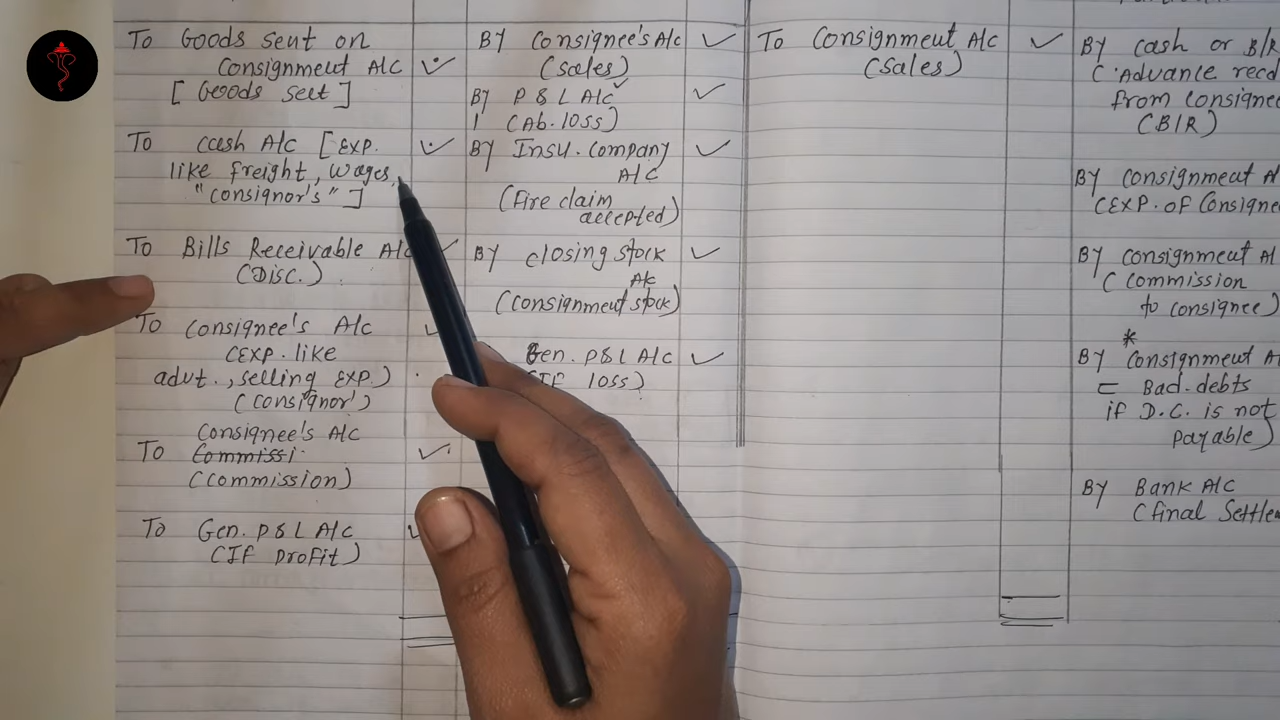 To Goods sent on
Consignment A/c
[Goods sent]
To cash A/c [Exp.
like freight, wages,
"consignor's"]
To Bills Receivable A/c
(Disc.)
To Consignee's A/c
(Exp. like
advt., selling Exp.)
(Consignor')
Consignee's A/c
To Commissi
(Commission)
To Gen. P&L A/c
(If Profit)
By Consignee's A/c
(Sales)
By P&L A/c
(Ab. loss)
By Insu. Company
A/c
(Fire claim
accepted)
By closing stock
A/c
(consignment stock)
Gen. P&L A/c
(If loss)
To Consignment A/c
(Sales)
By cash or B/R
(Advance recd
from consigne
(B/R)
By consignment A
(Exp. of Consigne
By consignment A/
(Commission
to consignee)
*
By Consignment A/
Bad-debts
if D.C. is not
payable)
By Bank A/c
(final Settle